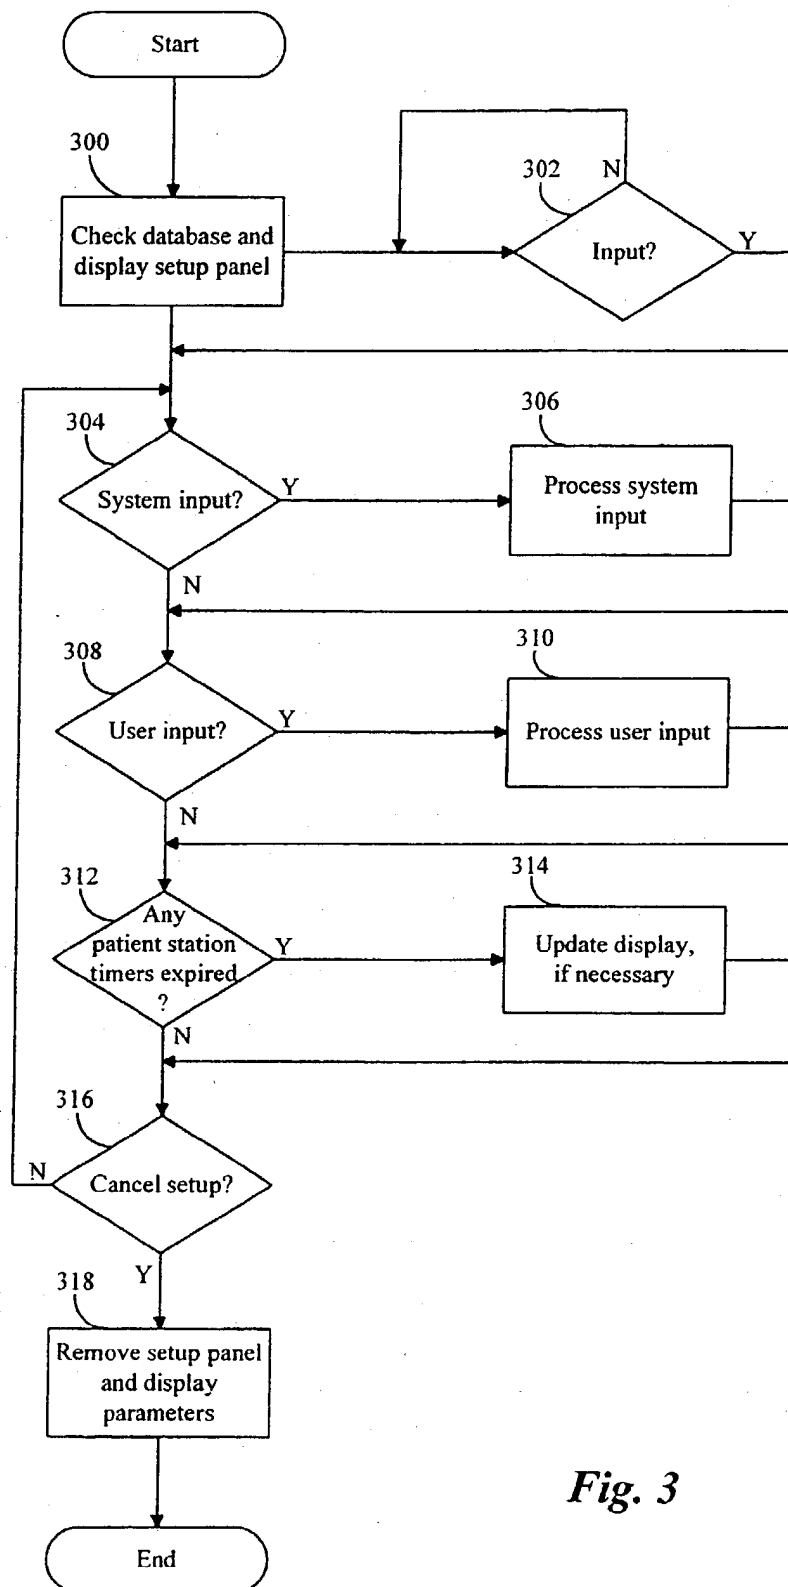 Start
300
Check database and
display setup panel
302
N
Input?
Y
304
System input?
Y
N
306
Process system
input
308
User input?
Y
N
310
Process user input
312
Any
patient station
timers expired
?
Y
N
314
Update display,
if necessary
316
Cancel setup?
N
Y
318
Remove setup panel
and display
parameters
End
Fig. 3